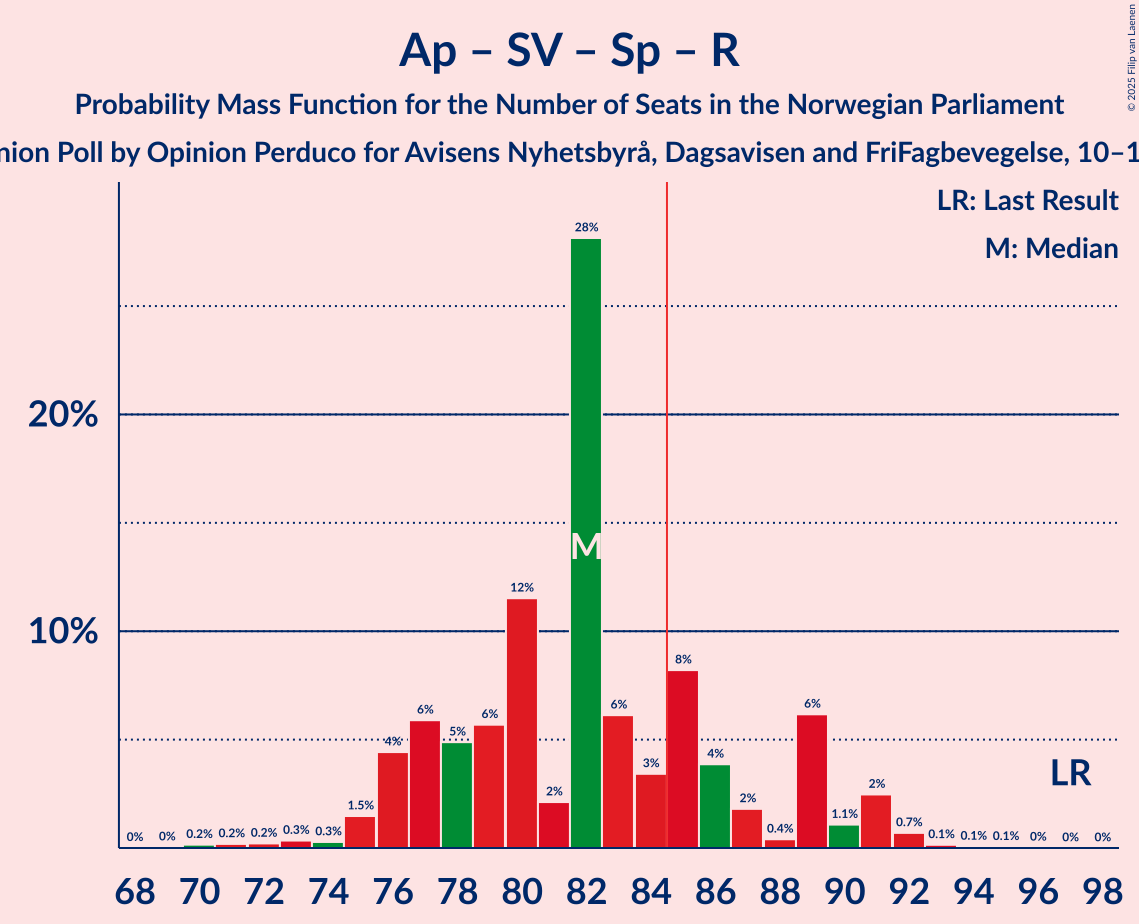 Ap – SV – Sp – R
Probability Mass Function for the Number of Seats in the Norwegian Parliament
nion Poll by Opinion Perduco for Avisens Nyhetsbyrå, Dagsavisen and FriFagbevegelse, 10–1
© 2025 Filip van Laenen
LR: Last Result
M: Median
20%
10%
0% 0% 0.2% 0.2% 0.2% 0.3% 0.3% 1.5% 4% 6% 5% 6% 12% 2% 28% 6% 3% 8% 4% 2% 0.4% 6% 1.1% 2% 0.7% 0.1% 0.1% 0.1% 0% 0% 0%
M
LR
68 70 72 74 76 78 80 82 84 86 88 90 92 94 96 98